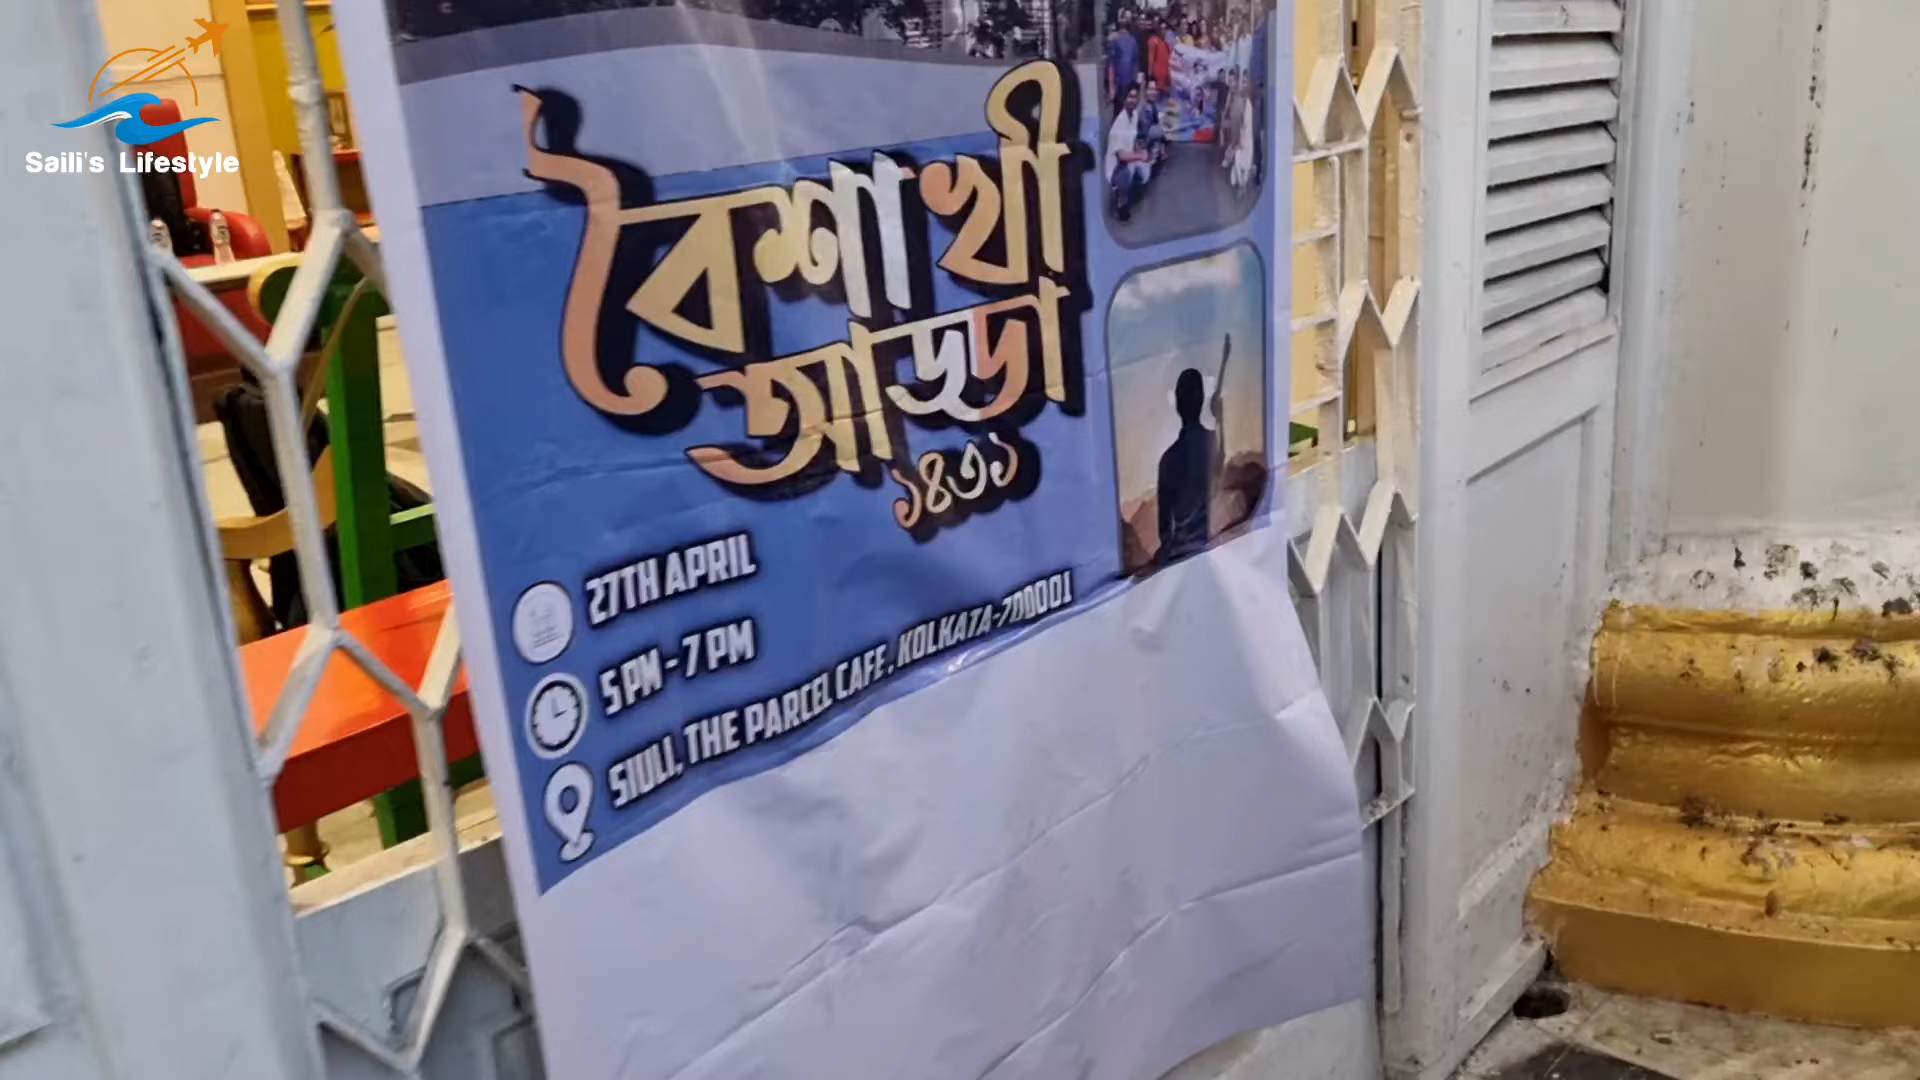 Saili's Lifestyle
বৈশাখী
আড্ডা
১৪৩১
27TH APRIL
5 PM - 7 PM
SIULI, THE PARCEL CAFE, KOLKATA-700001